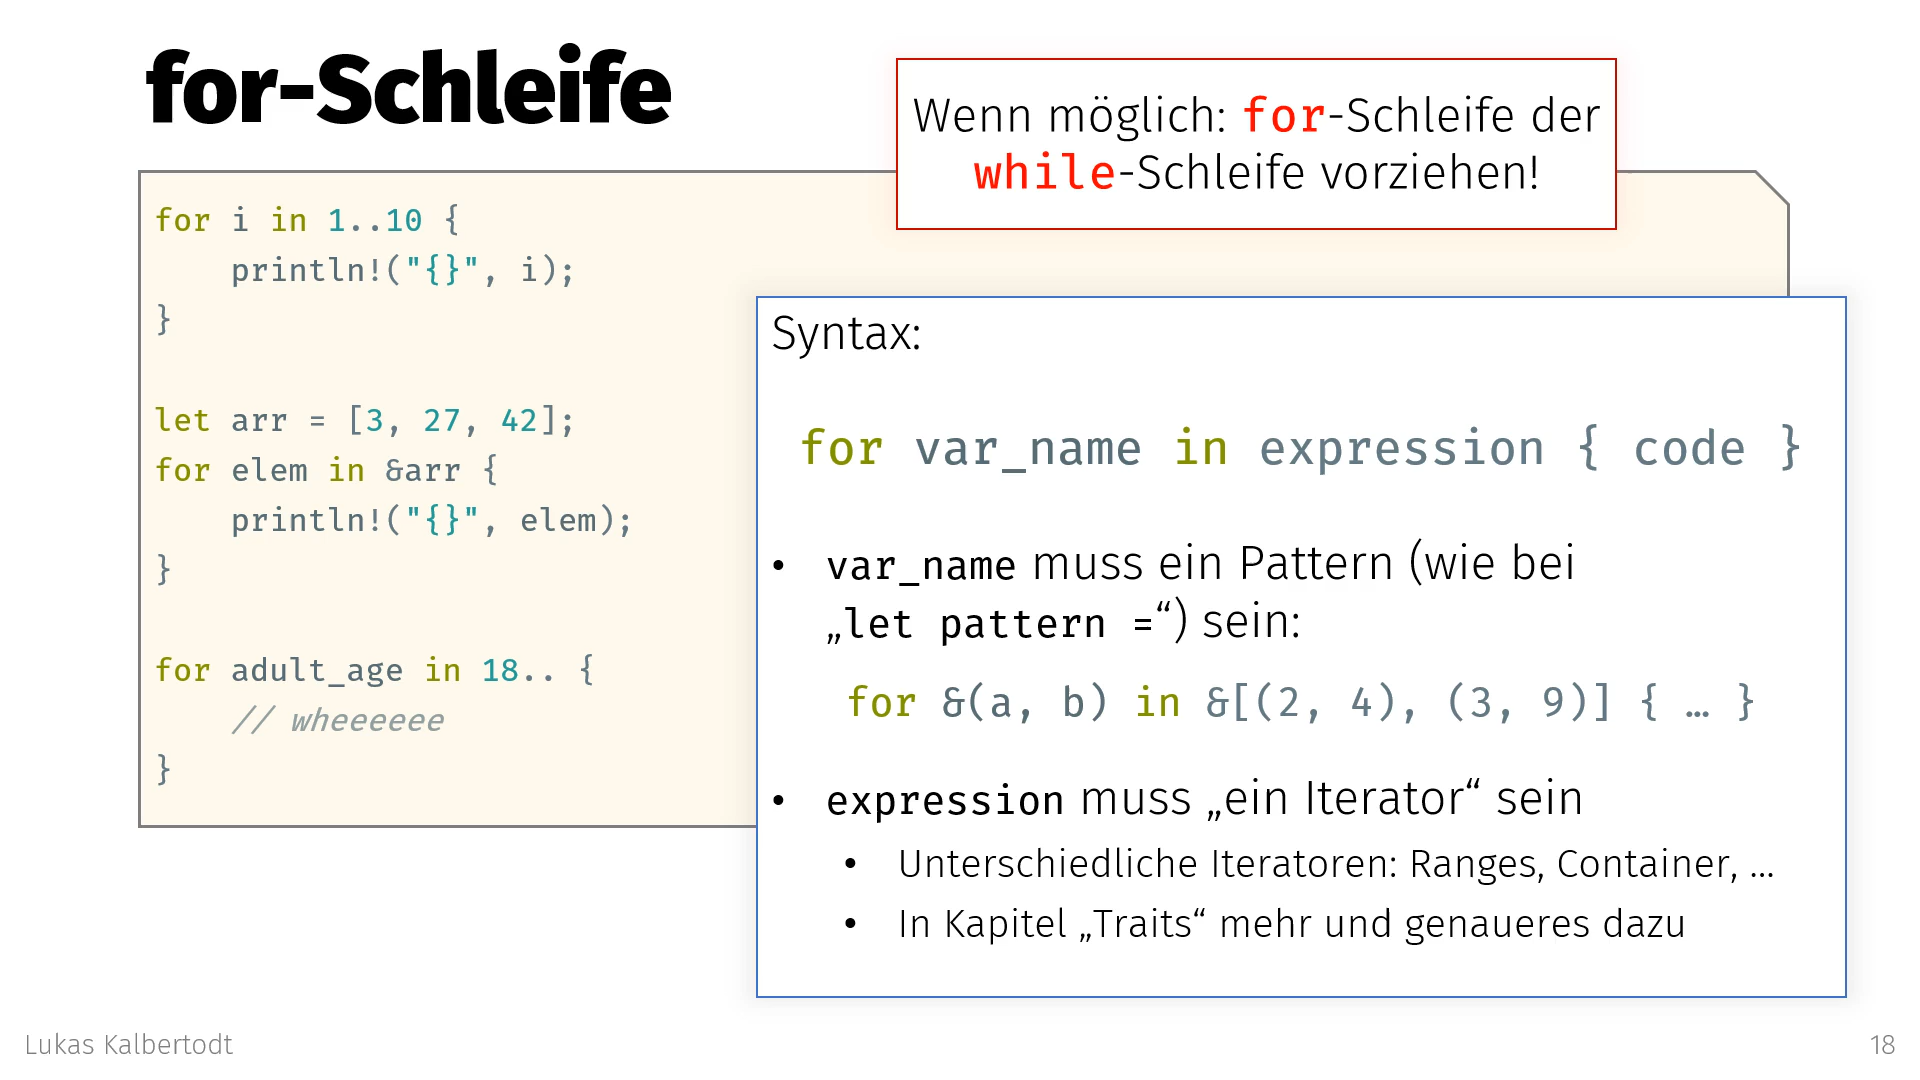 for-Schleife
Wenn möglich: for-Schleife der
while-Schleife vorziehen!
for i in 1..10 {
    println!("{}", i);
}

let arr = [3, 27, 42];
for elem in &arr {
    println!("{}", elem);
}

for adult_age in 18.. {
    // wheeeeee
}
Syntax:
for var_name in expression { code }
• var_name muss ein Pattern (wie bei
„let pattern =“) sein:
for &(a, b) in &[(2, 4), (3, 9)] { … }
• expression muss „ein Iterator“ sein
• Unterschiedliche Iteratoren: Ranges, Container, …
• In Kapitel „Traits“ mehr und genaueres dazu
Lukas Kalbertodt
18